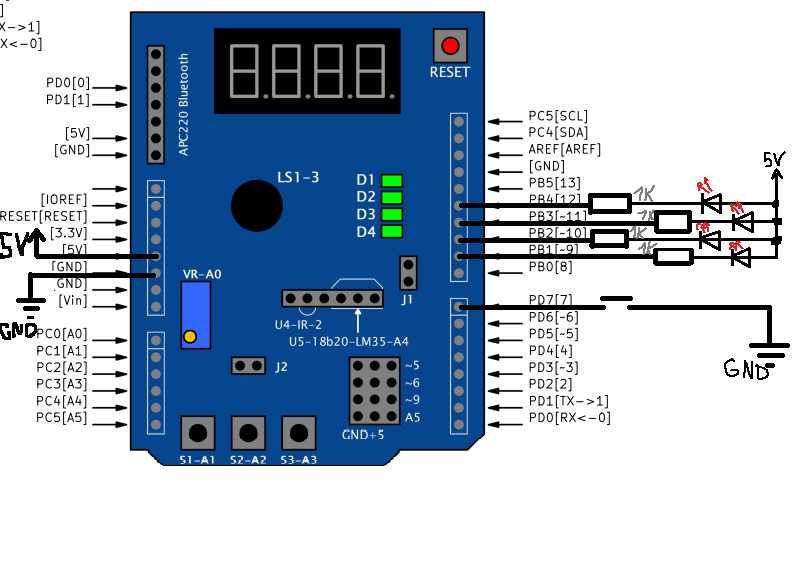 ]
X->1]
X<-0]
PD0[0]
PD1[1]
[5V]
[GND]
APC220 Bluetooth
[IOREF]
RESET[RESET]
[3.3V]
5V
[5V]
[GND]
GND]
[Vin]
GND
PC0[A0]
PC1[A1]
PC2[A2]
PC3[A3]
PC4[A4]
PC5[A5]
8.8.8.8.
RESET
LS1-3
D1
D2
D3
D4
VR-A0
J1
U4-IR-2
U5-18b20-LM35-A4
J2
~5
~6
~9
A5
GND+5
S1-A1
S2-A2
S3-A3
PC5[SCL]
PC4[SDA]
AREF[AREF]
[GND]
PB5[13]
PB4[12]
PB3[~11]
PB2[~10]
PB1[~9]
PB0[8]
PD7[7]
PD6[~6]
PD5[~5]
PD4[4]
PD3[~3]
PD2[2]
PD1[TX->1]
PD0[RX<-0]
1K
1K
1K
1K
5V
GND